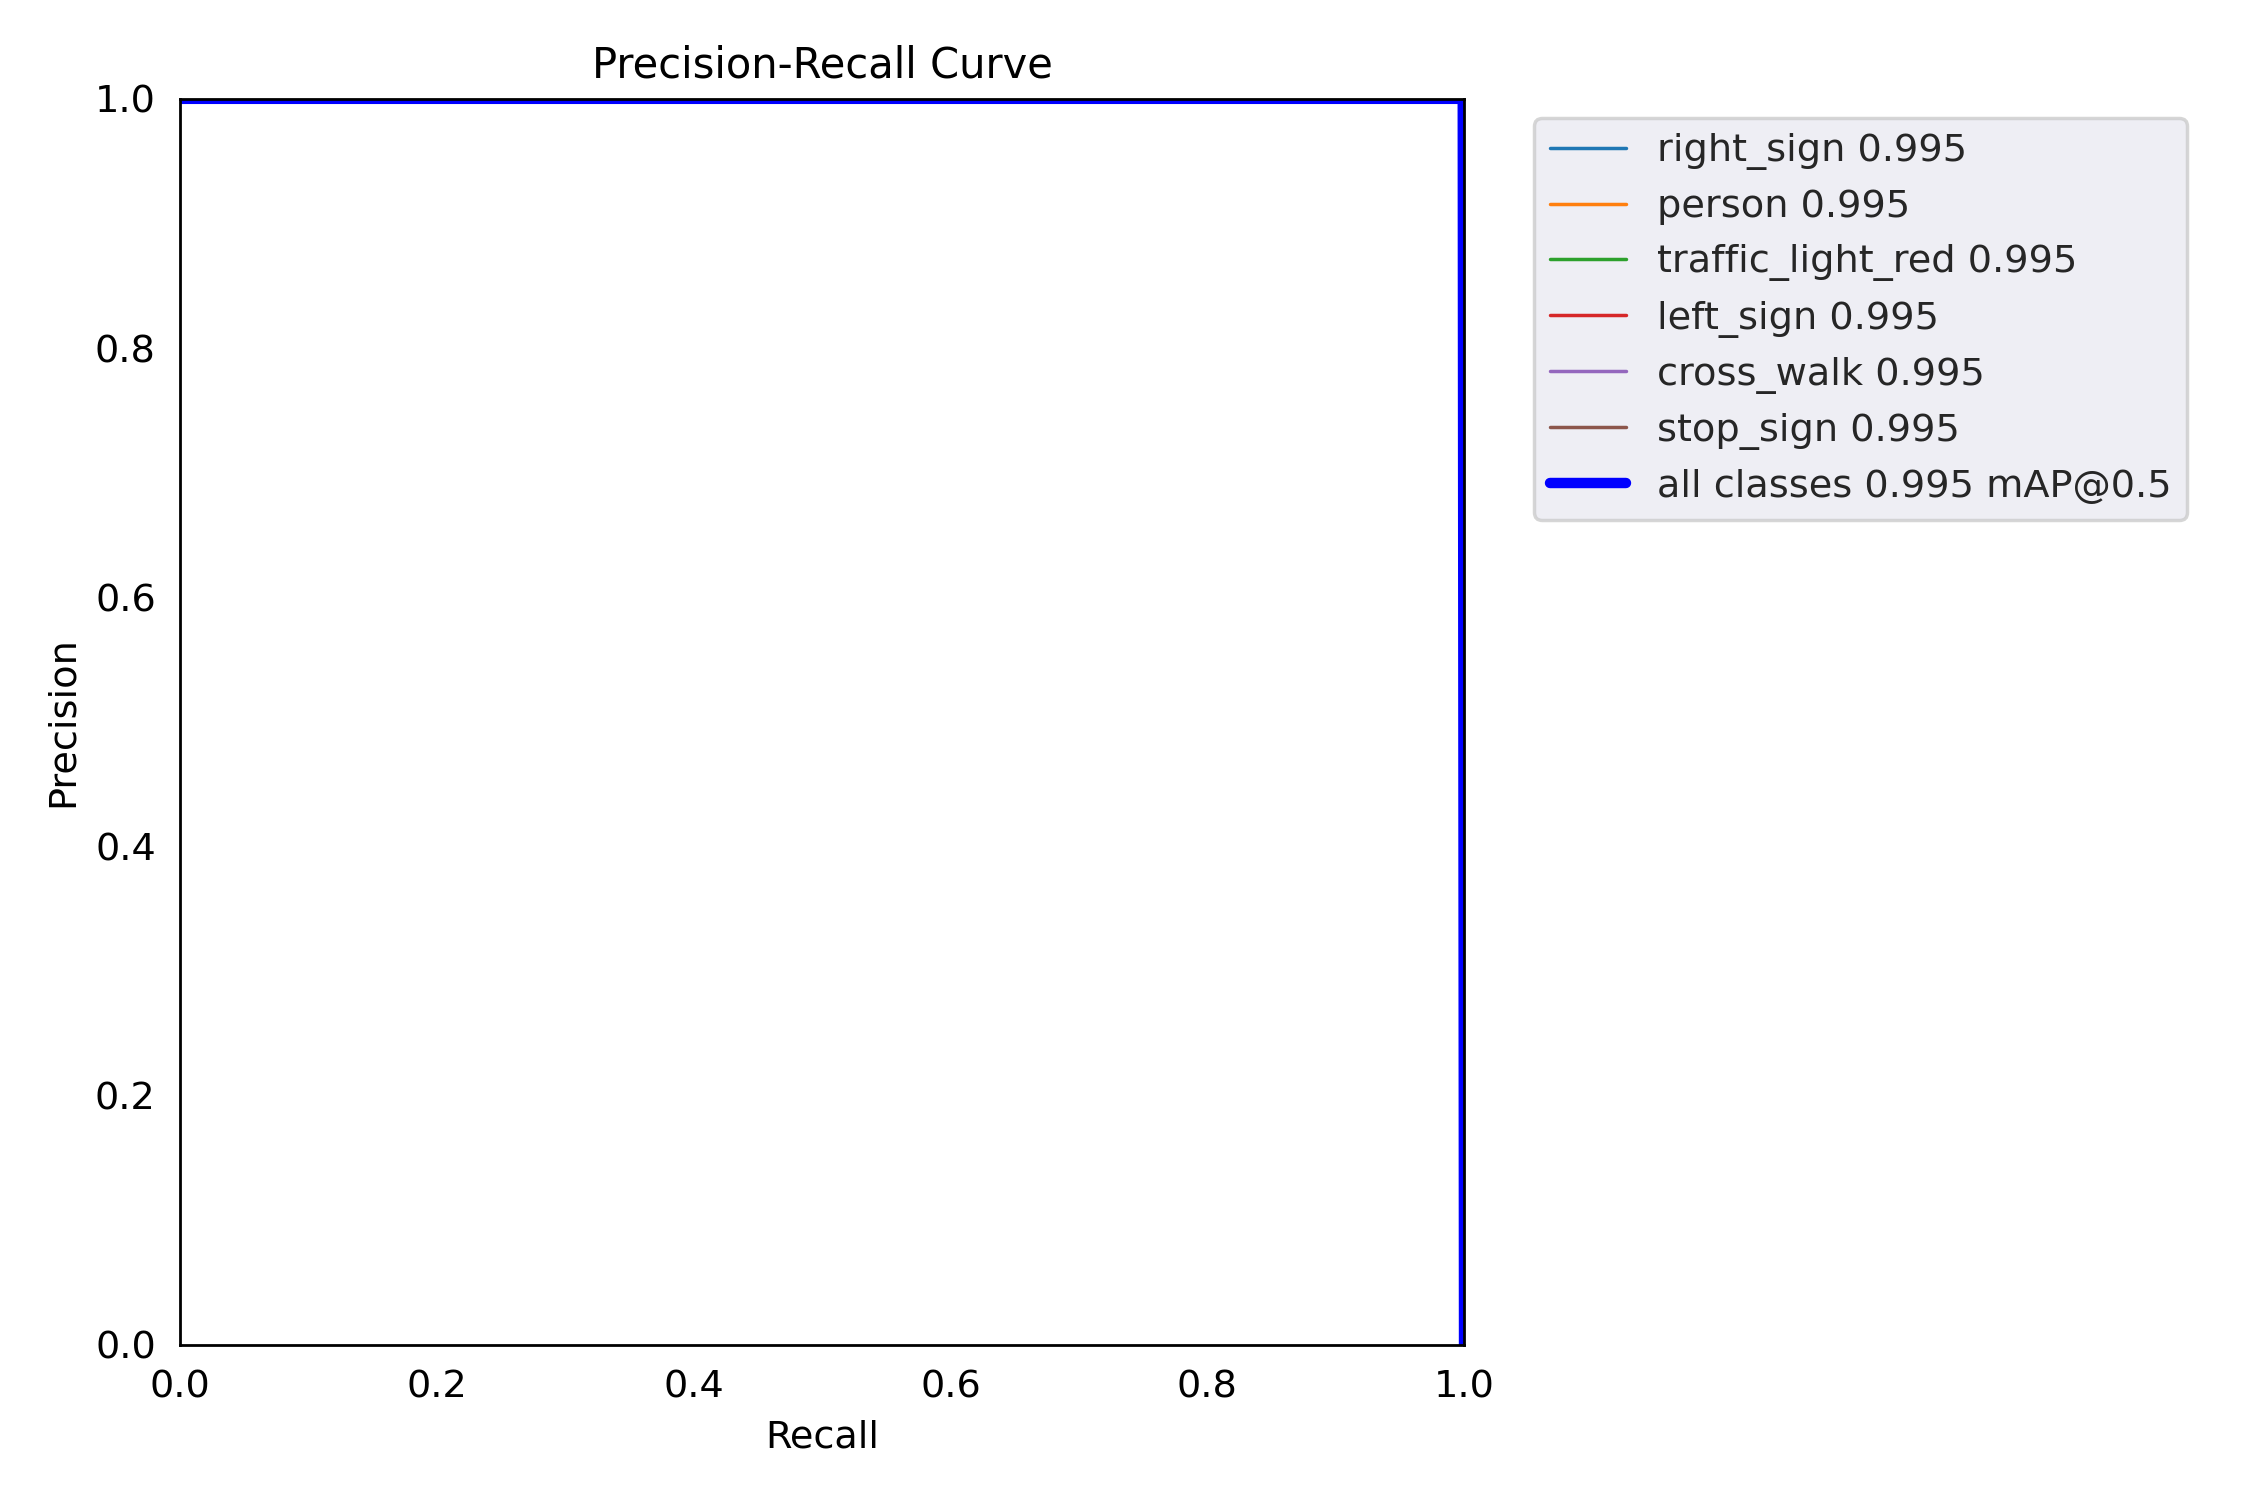 Precision-Recall Curve
1.0
0.8
0.6
0.4
0.2
0.0
Precision
0.0 0.2 0.4 0.6 0.8 1.0
Recall
right_sign 0.995
person 0.995
traffic_light_red 0.995
left_sign 0.995
cross_walk 0.995
stop_sign 0.995
all classes 0.995 mAP@0.5